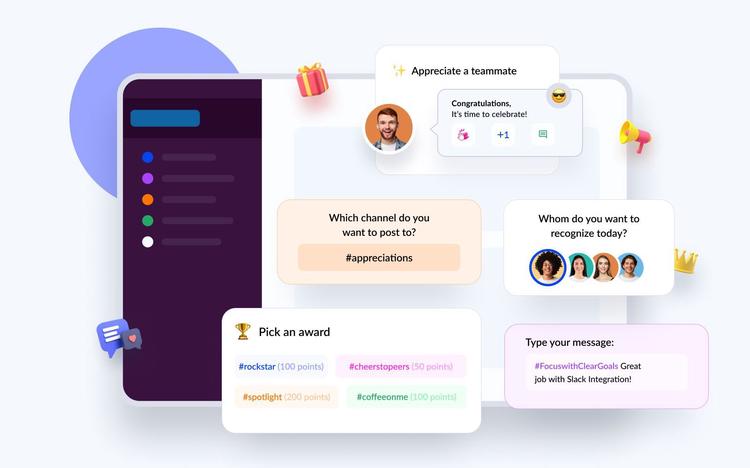 ✨ Appreciate a teammate
Congratulations,
It's time to celebrate!
+1
Which channel do you
want to post to?
#appreciations
Whom do you want to
recognize today?
Pick an award
#rockstar (100 points)
#cheerstopeers (50 points)
#spotlight (200 points)
#coffeeonme (100 points)
Type your message:
#FocuswithClearGoals Great
job with Slack Integration!